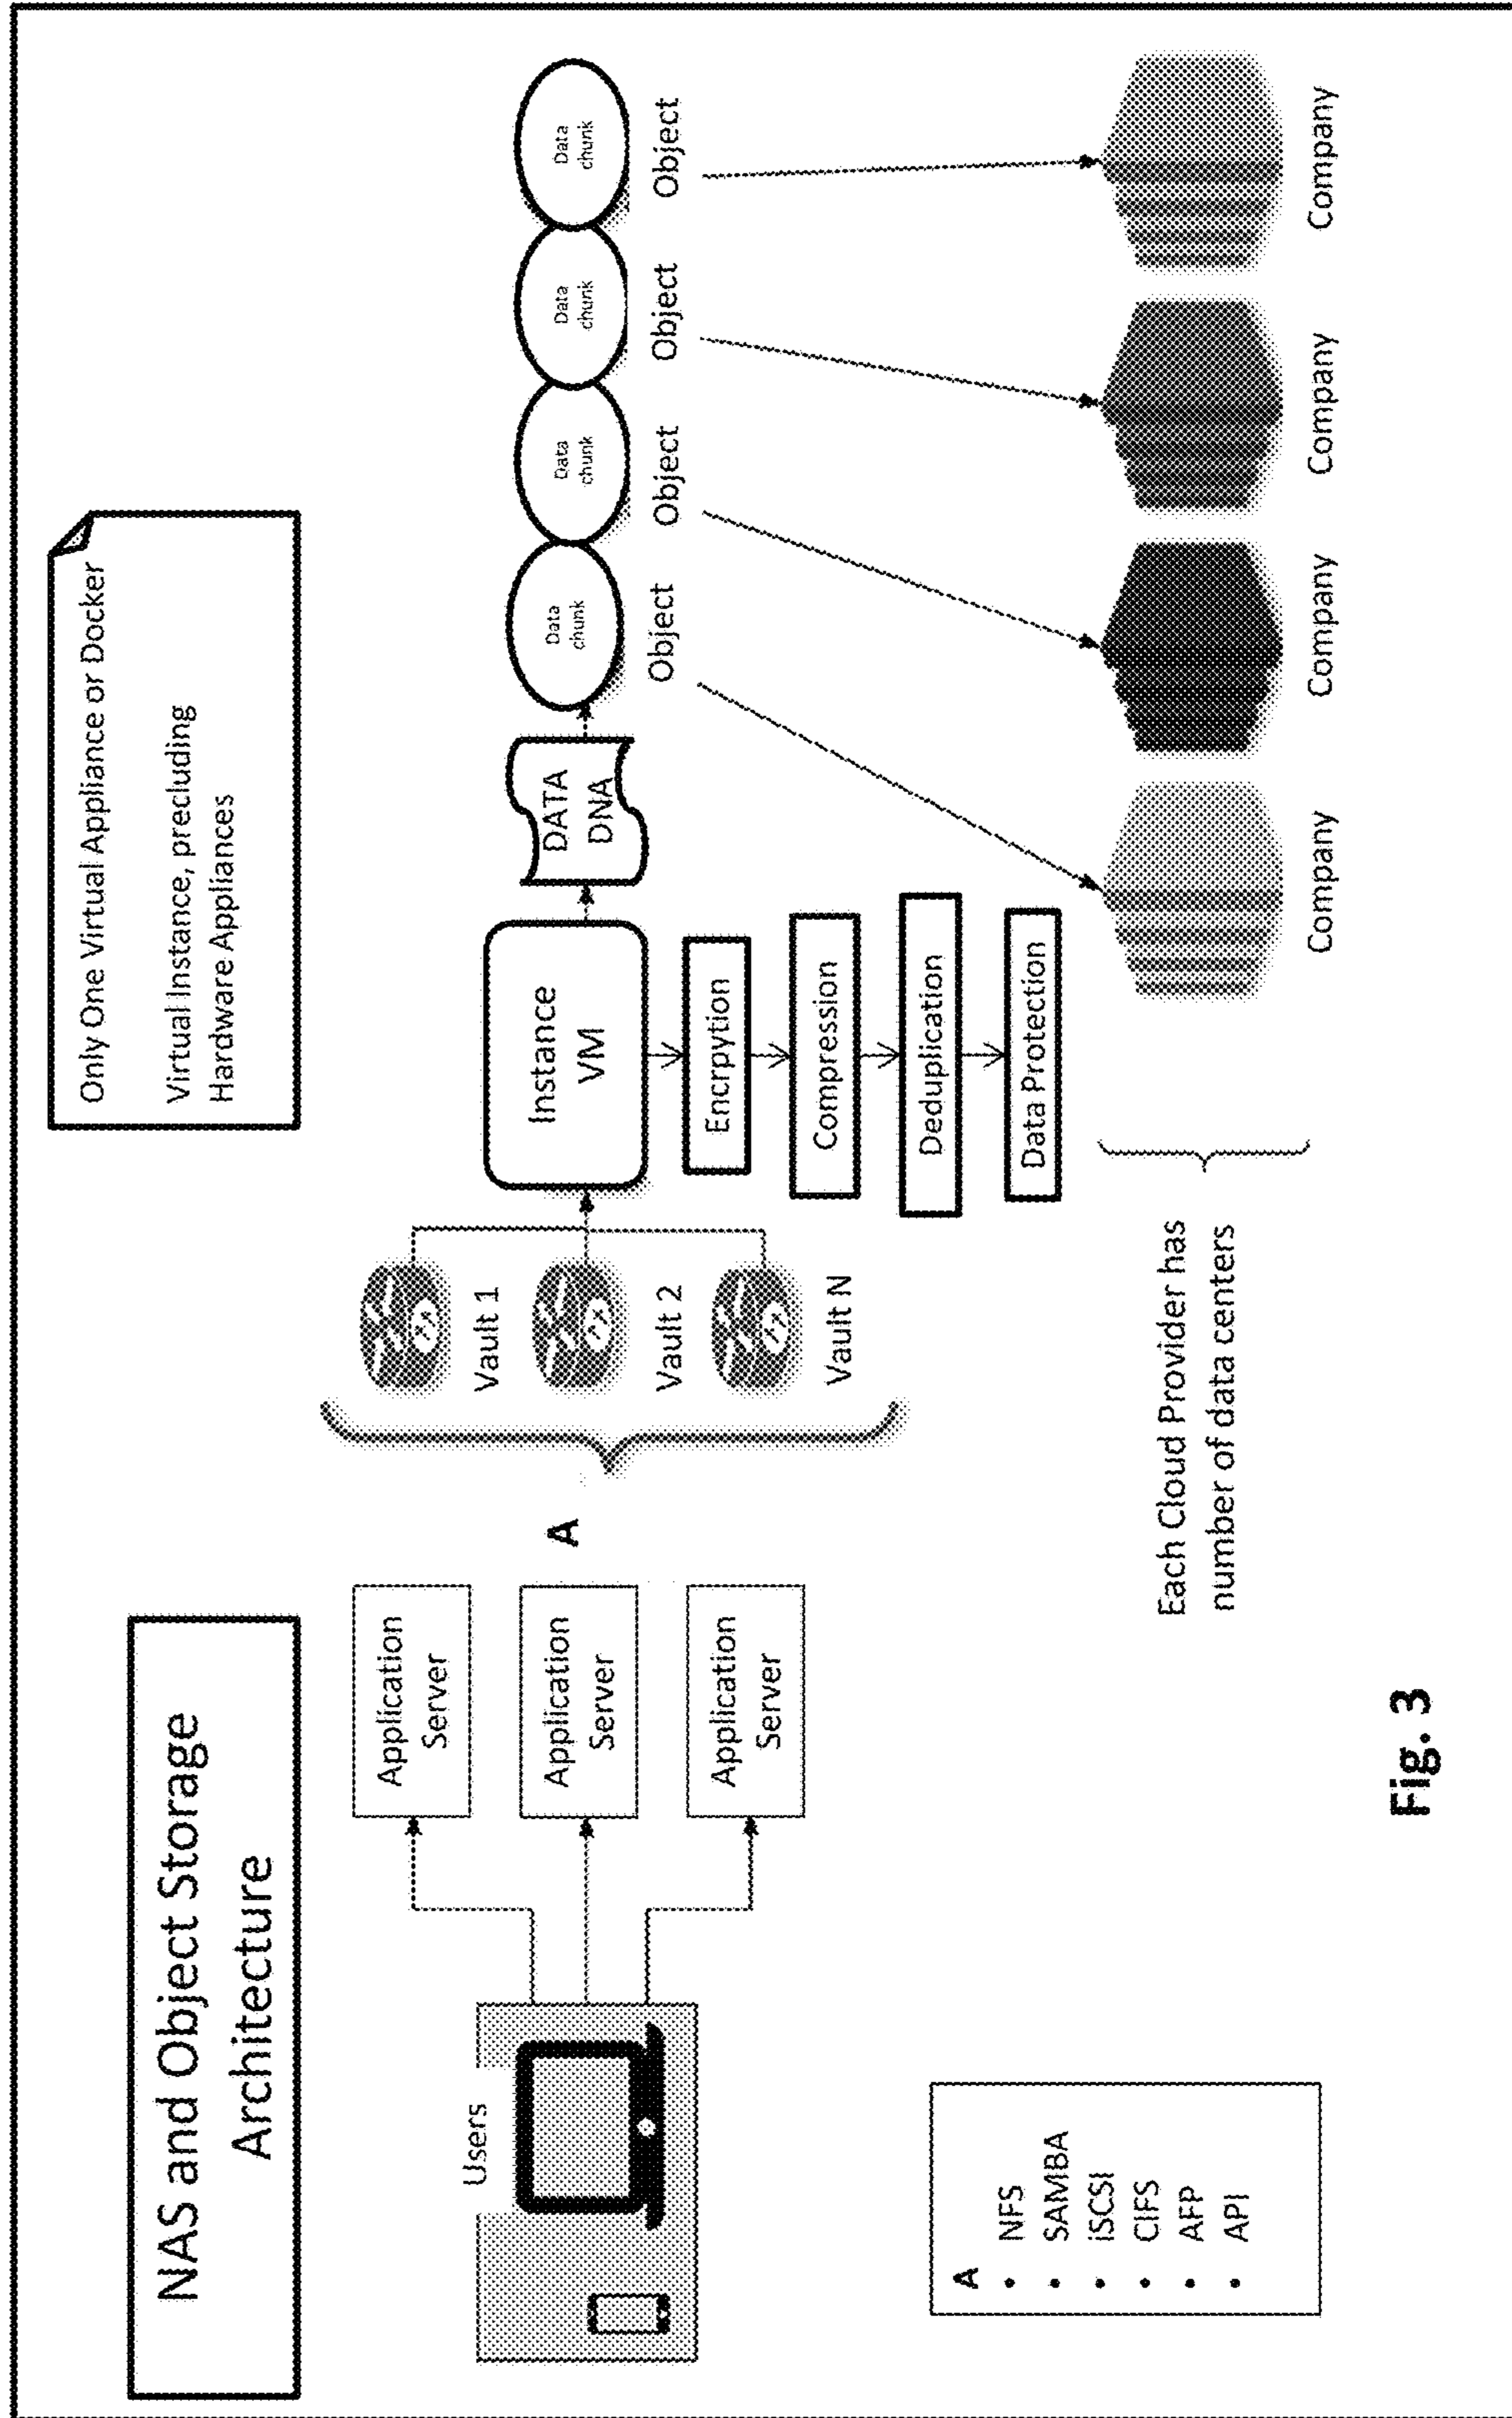 NAS and Object Storage
Architecture
Only One Virtual Appliance or Docker
Virtual Instance, precluding
Hardware Appliances
Users
Application
Server
Application
Server
Application
Server
A
Vault 1
Vault 2
Vault N
Instance
VM
Encrpytion
Compression
Deduplication
Data Protection
DATA
DNA
Data
chunk
Data
chunk
Data
chunk
Data
chunk
Object
Object
Object
Object
A
• NFS
• SAMBA
• iSCSI
• CIFS
• AFP
• API
Each Cloud Provider has
number of data centers
Company
Company
Company
Company
Fig. 3